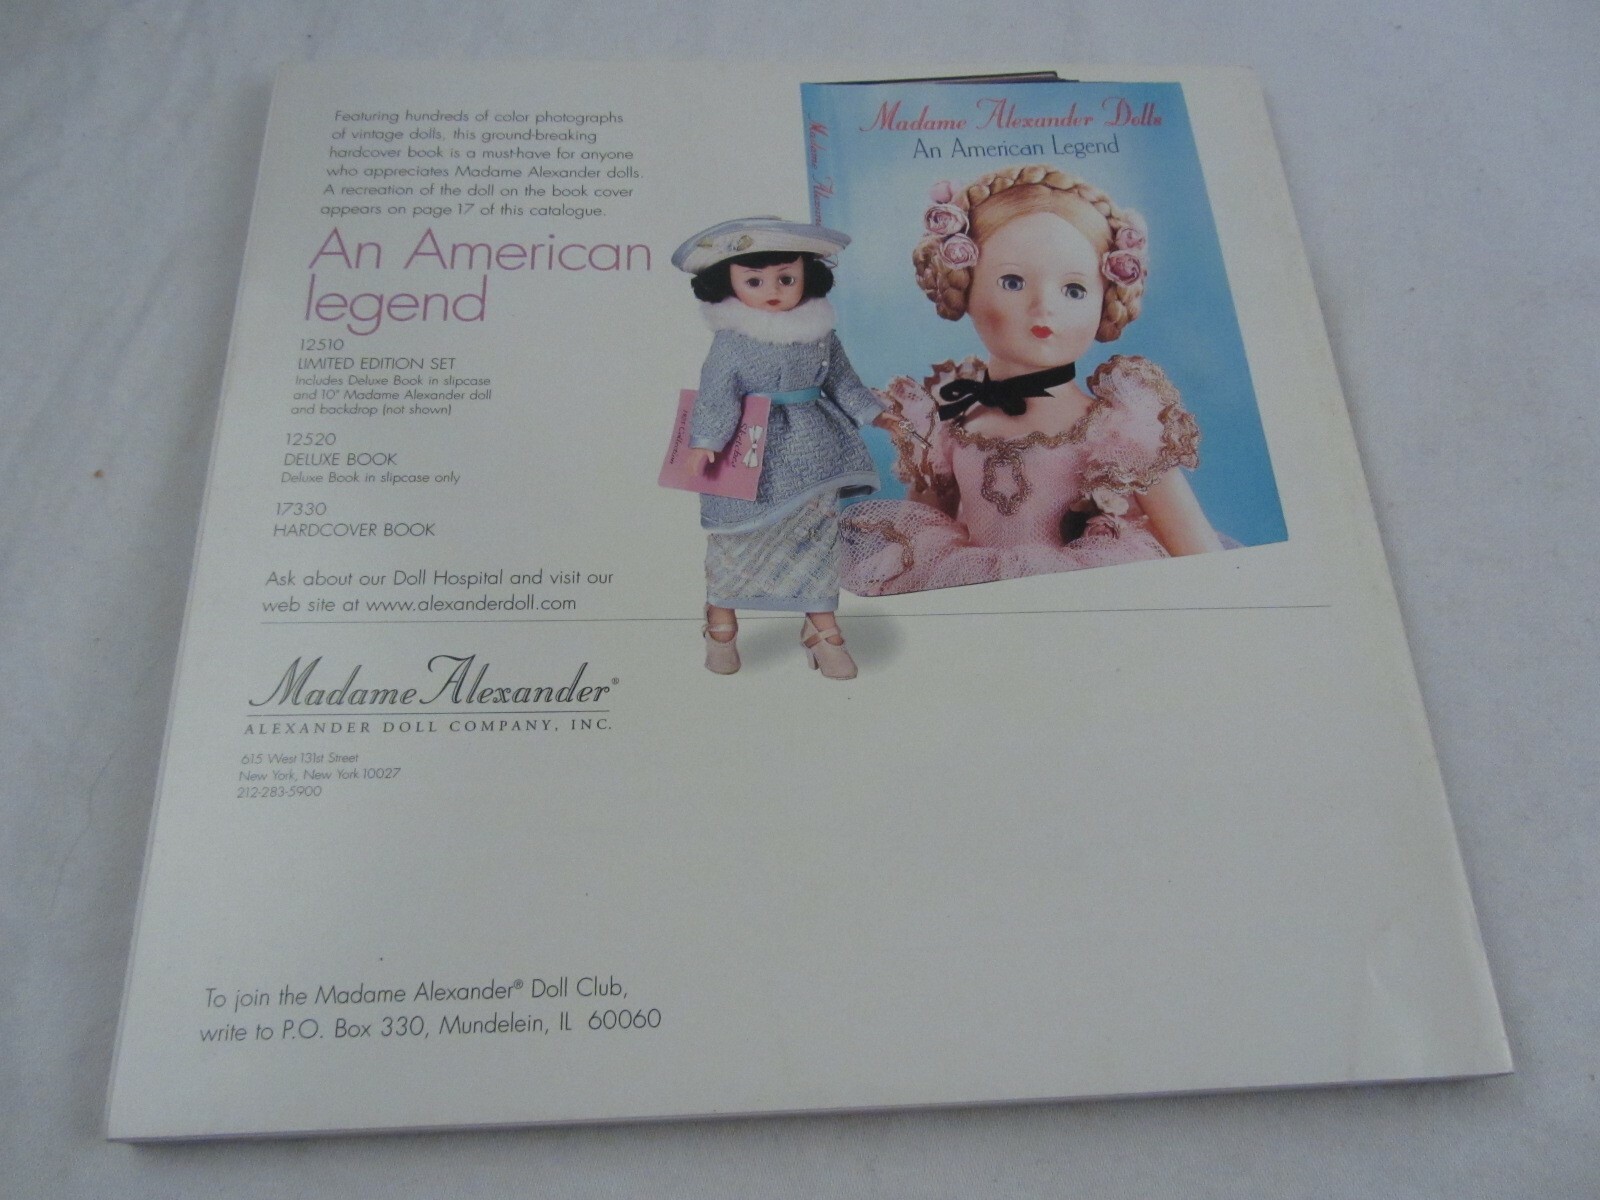 Featuring hundreds of color photographs
of vintage dolls, this ground-breaking
hardcover book is a must-have for anyone
who appreciates Madame Alexander dolls.
A recreation of the doll on the book cover
appears on page 17 of this catalogue.
An American
legend
12510
LIMITED EDITION SET
Includes Deluxe Book in slipcase
and 10" Madame Alexander doll
and backdrop (not shown)
12520
DELUXE BOOK
Deluxe Book in slipcase only
17330
HARDCOVER BOOK
Ask about our Doll Hospital and visit our
web site at www.alexanderdoll.com
Madame Alexander Dolls
An American Legend
Madame
Madame Alexander®
ALEXANDER DOLL COMPANY, INC.
615 West 131st Street
New York, New York 10027
212-283-5900
To join the Madame Alexander® Doll Club,
write to P.O. Box 330, Mundelein, IL 60060